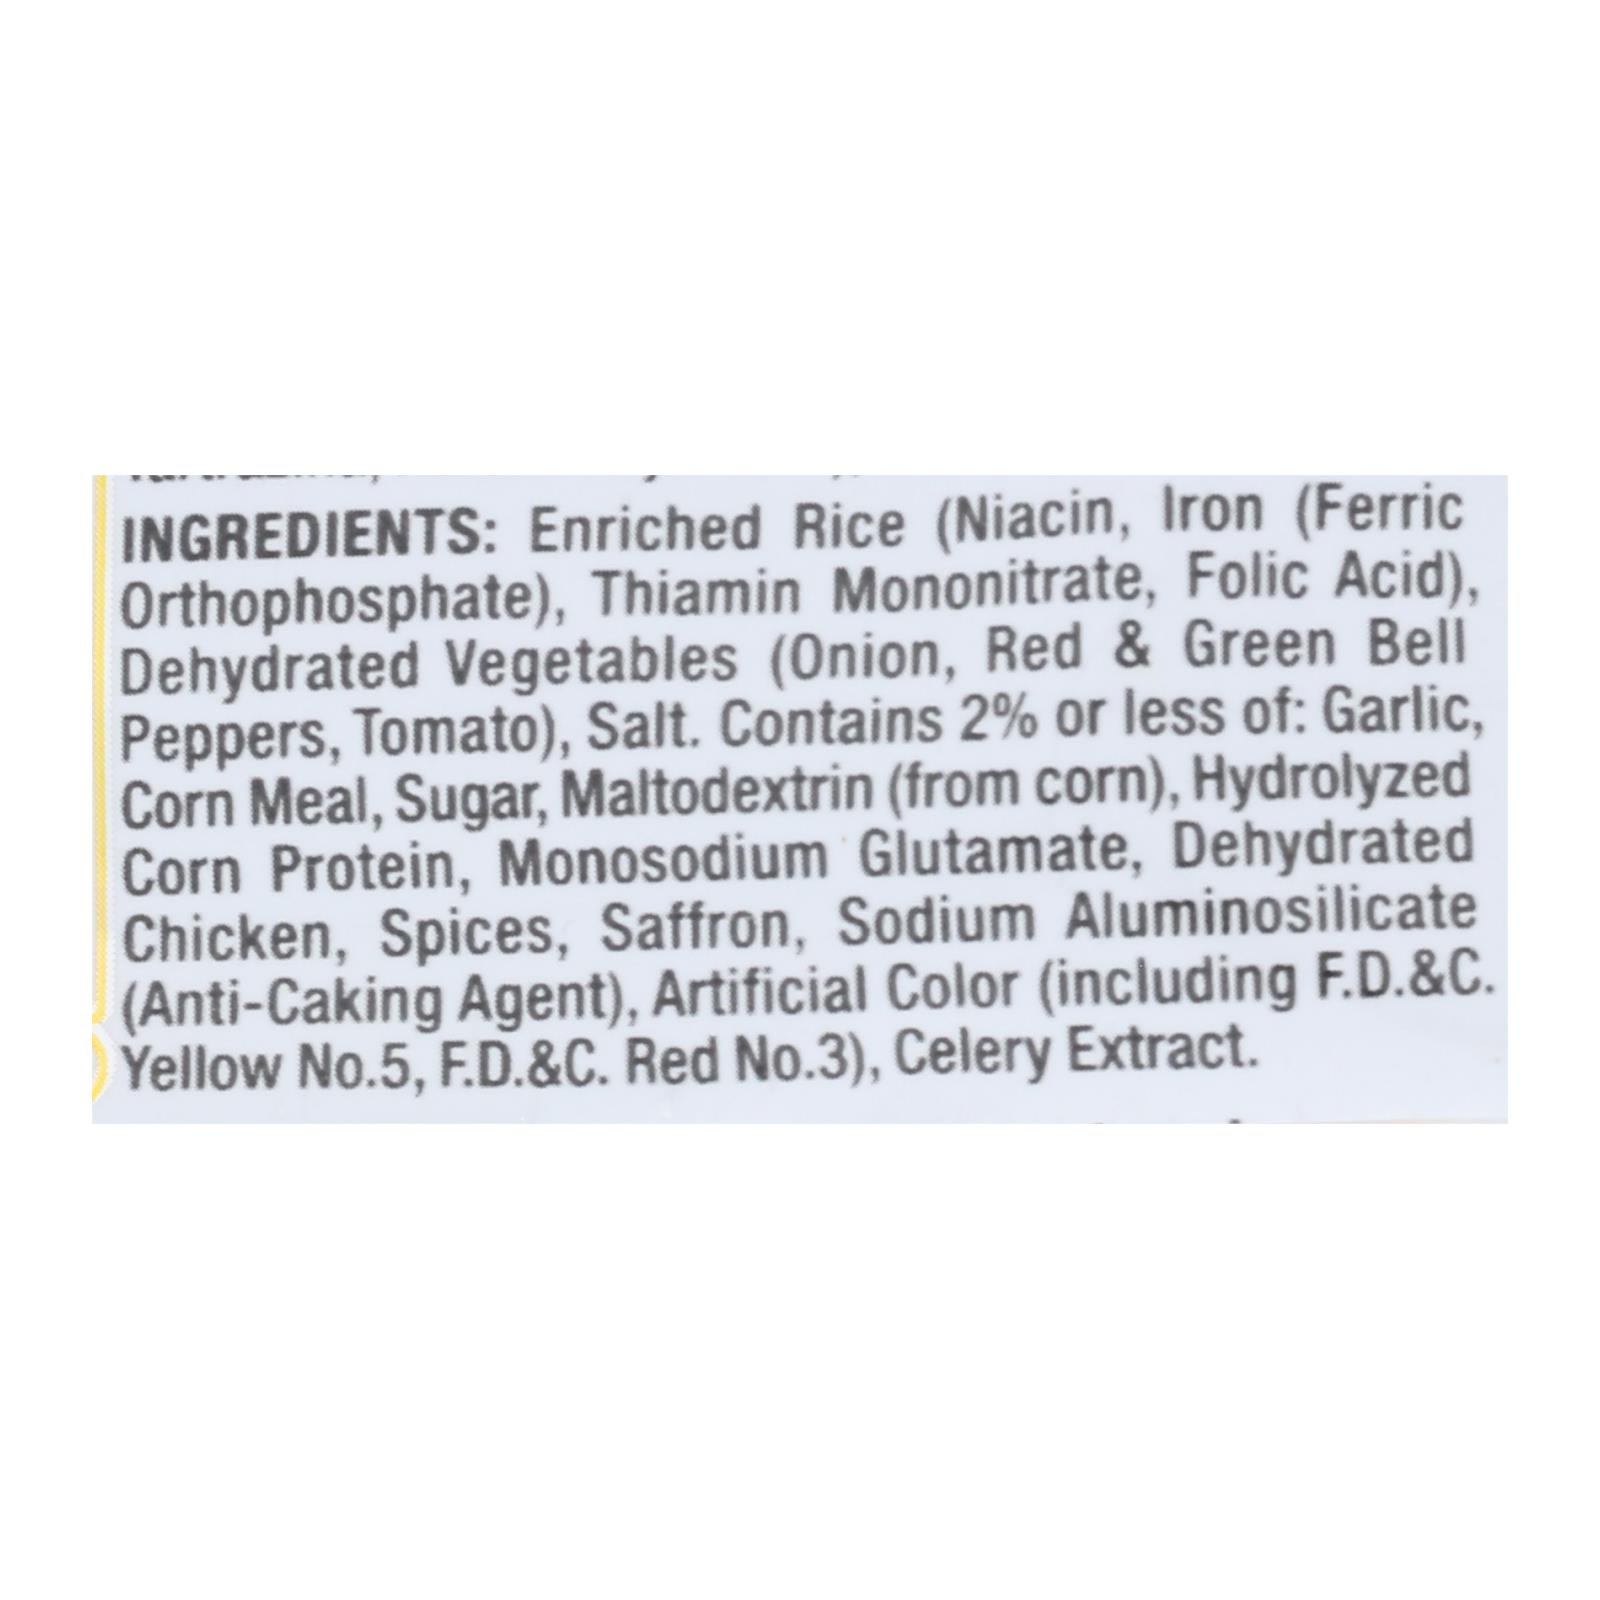 INGREDIENTS: Enriched Rice (Niacin, Iron (Ferric
Orthophosphate), Thiamin Mononitrate, Folic Acid),
Dehydrated Vegetables (Onion, Red & Green Bell
Peppers, Tomato), Salt. Contains 2% or less of: Garlic,
Corn Meal, Sugar, Maltodextrin (from corn), Hydrolyzed
Corn Protein, Monosodium Glutamate, Dehydrated
Chicken, Spices, Saffron, Sodium Aluminosilicate
(Anti-Caking Agent), Artificial Color (including F.D.&C.
Yellow No.5, F.D.&C. Red No.3), Celery Extract.